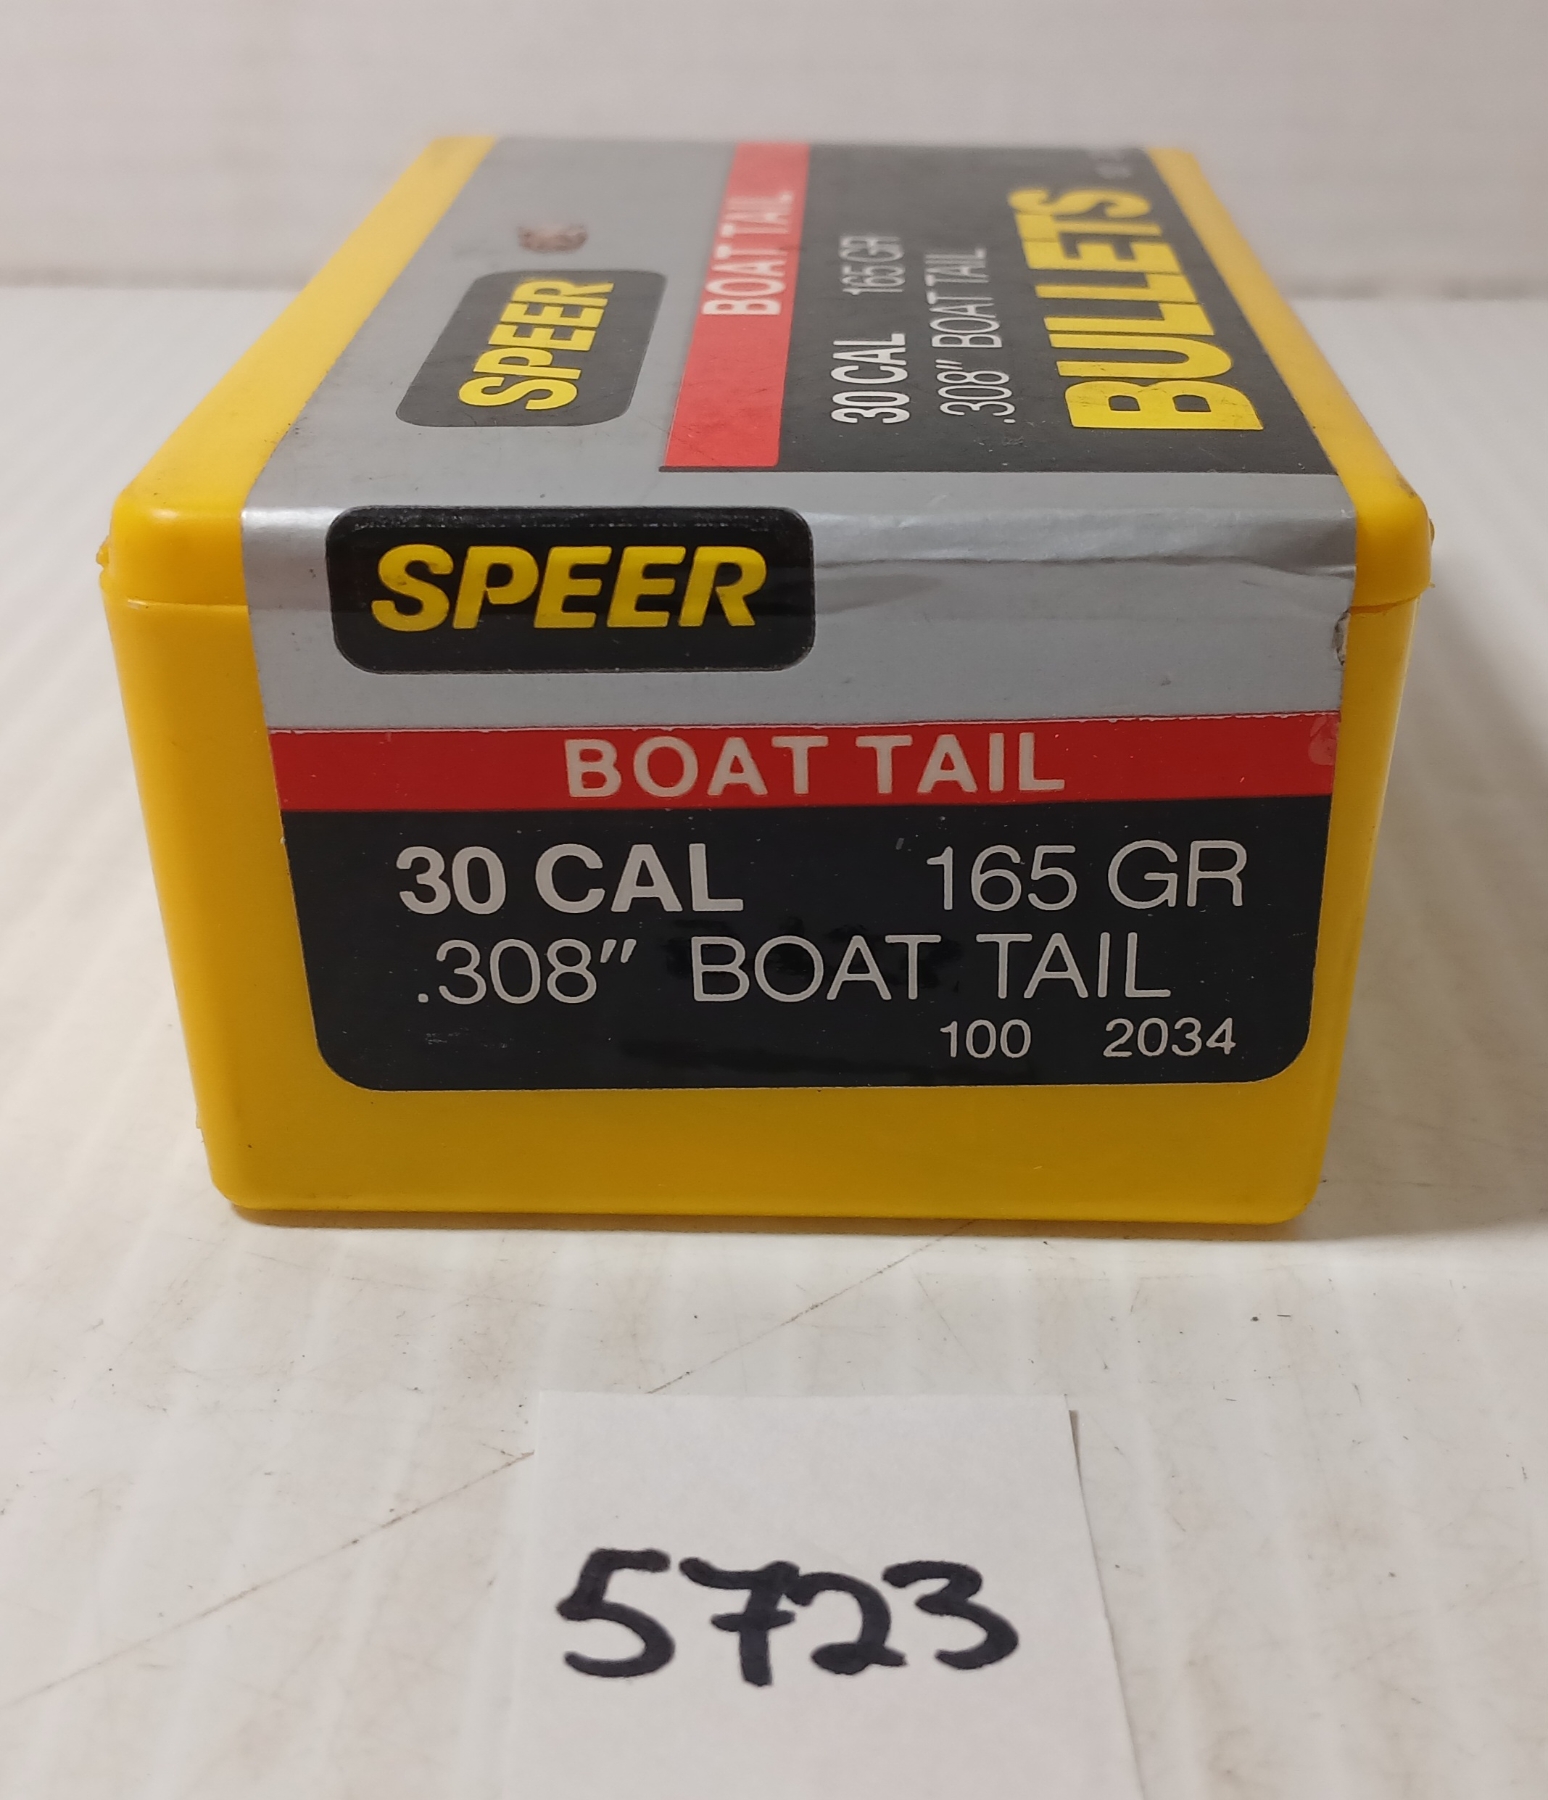 SPEER
BOAT TAIL
30 CAL 165 GR
.308" BOAT TAIL
BULLETS
SPEER
BOAT TAIL
30 CAL 165 GR
.308" BOAT TAIL
100 2034
5723